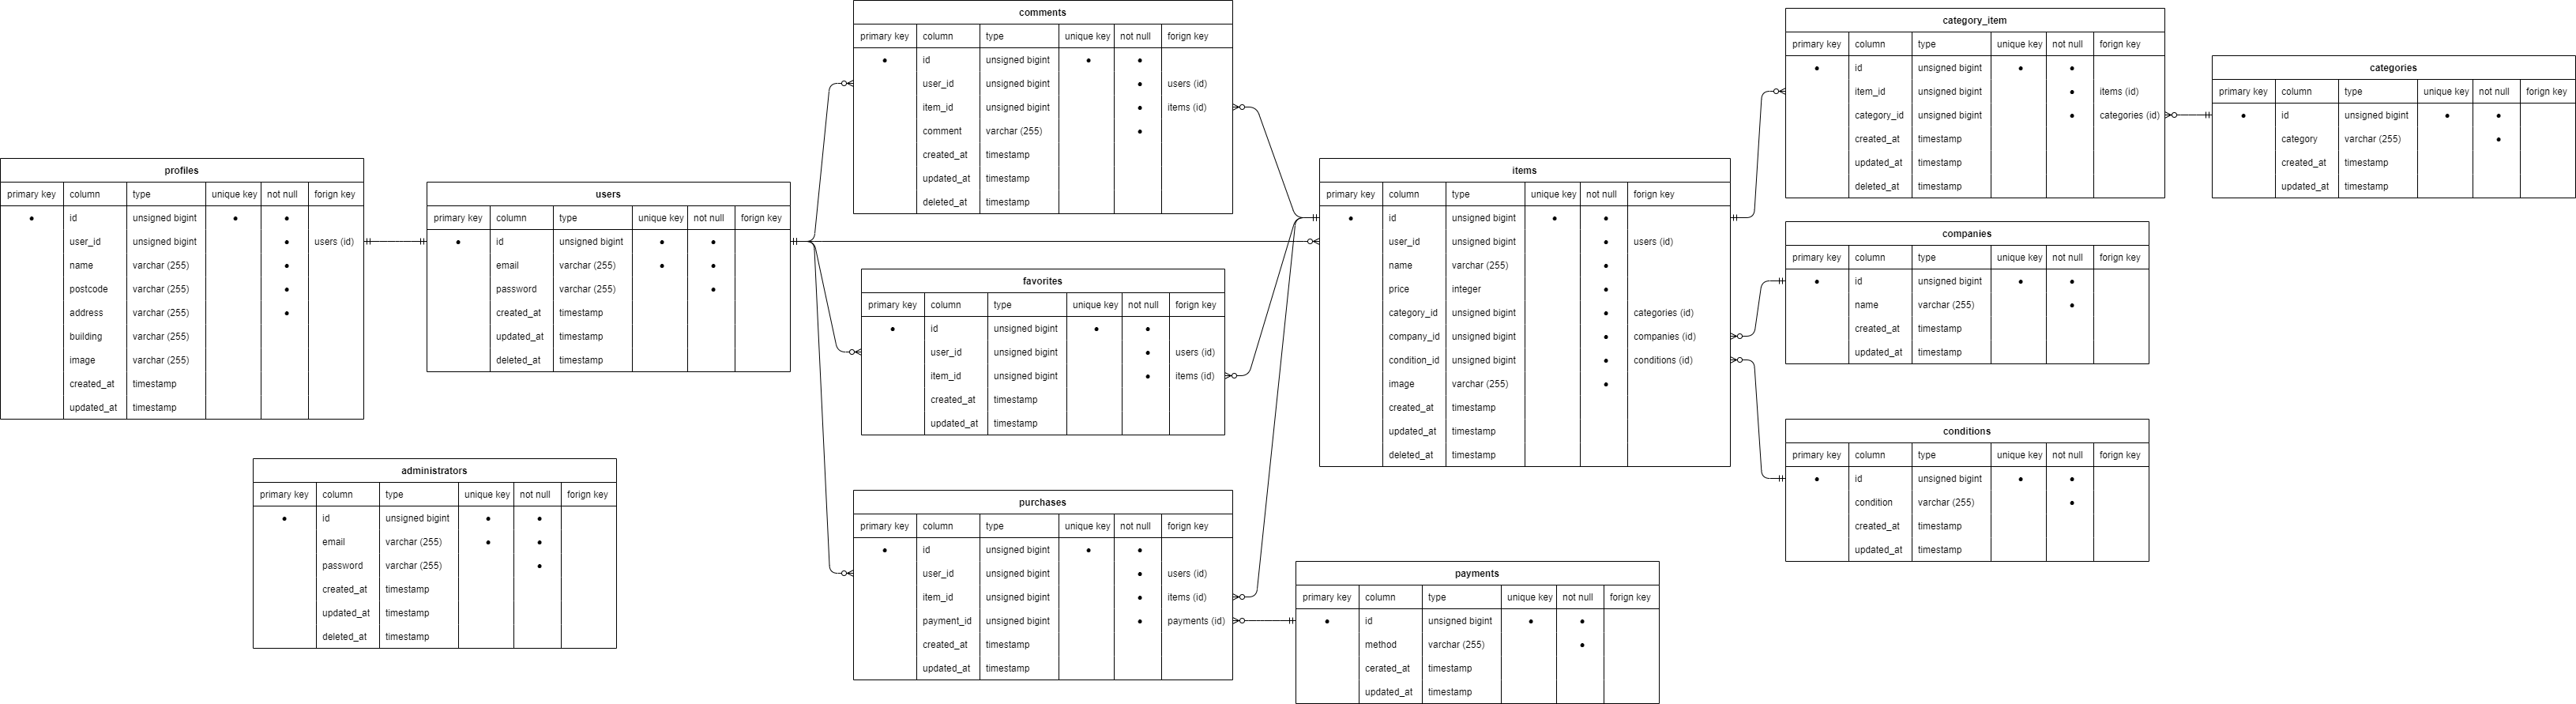 comments
primary key column type unique key not null forign key
• id unsigned bigint • •
user_id unsigned bigint • users (id)
item_id unsigned bigint • items (id)
comment varchar (255) •
created_at timestamp
updated_at timestamp
deleted_at timestamp
category_item
primary key column type unique key not null forign key
• id unsigned bigint • •
item_id unsigned bigint • items (id)
category_id unsigned bigint • categories (id)
created_at timestamp
updated_at timestamp
deleted_at timestamp
categories
primary key column type unique key not null forign key
• id unsigned bigint • •
category varchar (255) •
created_at timestamp
updated_at timestamp
profiles
primary key column type unique key not null forign key
• id unsigned bigint • •
user_id unsigned bigint • users (id)
name varchar (255) •
postcode varchar (255) •
address varchar (255) •
building varchar (255)
image varchar (255)
created_at timestamp
updated_at timestamp
users
primary key column type unique key not null forign key
• id unsigned bigint • •
email varchar (255) • •
password varchar (255) •
created_at timestamp
updated_at timestamp
deleted_at timestamp
items
primary key column type unique key not null forign key
• id unsigned bigint • •
user_id unsigned bigint • users (id)
name varchar (255) •
price integer •
category_id unsigned bigint • categories (id)
company_id unsigned bigint • companies (id)
condition_id unsigned bigint • conditions (id)
image varchar (255) •
created_at timestamp
updated_at timestamp
deleted_at timestamp
companies
primary key column type unique key not null forign key
• id unsigned bigint • •
name varchar (255) •
created_at timestamp
updated_at timestamp
favorites
primary key column type unique key not null forign key
• id unsigned bigint • •
user_id unsigned bigint • users (id)
item_id unsigned bigint • items (id)
created_at timestamp
updated_at timestamp
conditions
primary key column type unique key not null forign key
• id unsigned bigint • •
condition varchar (255) •
created_at timestamp
updated_at timestamp
administrators
primary key column type unique key not null forign key
• id unsigned bigint • •
email varchar (255) • •
password varchar (255) •
created_at timestamp
updated_at timestamp
deleted_at timestamp
purchases
primary key column type unique key not null forign key
• id unsigned bigint • •
user_id unsigned bigint • users (id)
item_id unsigned bigint • items (id)
payment_id unsigned bigint • payments (id)
created_at timestamp
updated_at timestamp
payments
primary key column type unique key not null forign key
• id unsigned bigint • •
method varchar (255) •
cerated_at timestamp
updated_at timestamp